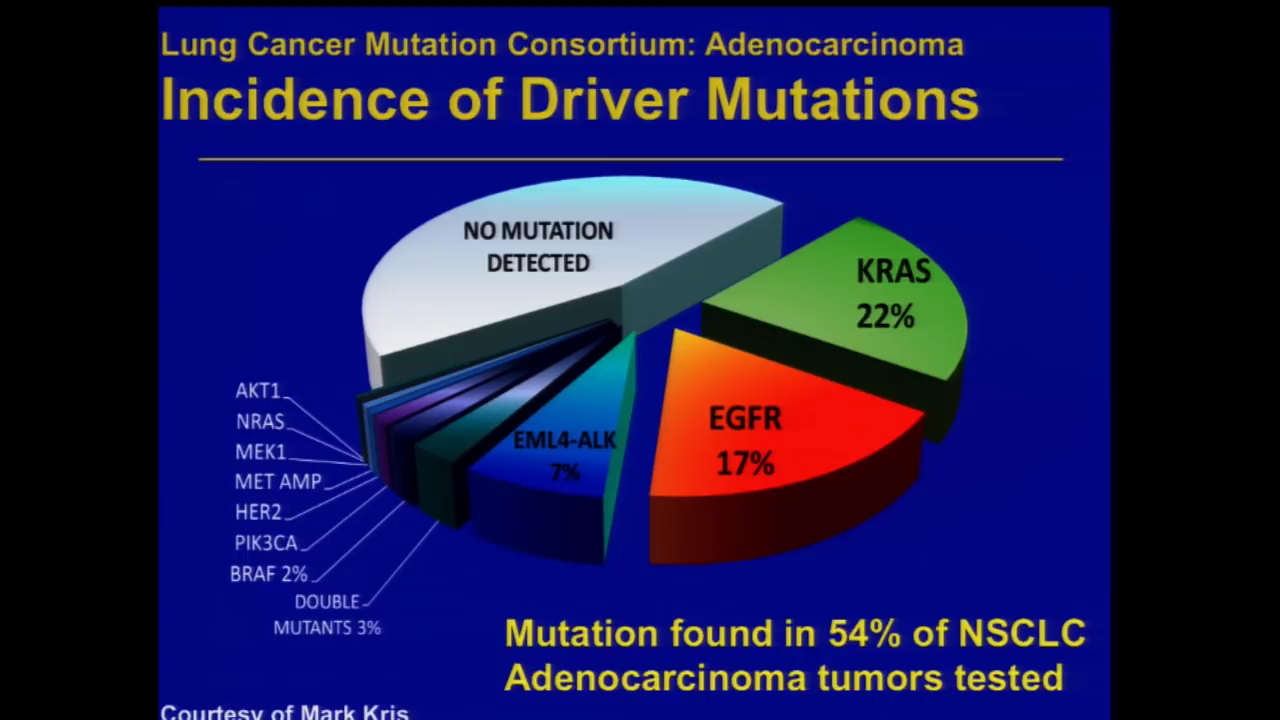 Lung Cancer Mutation Consortium: Adenocarcinoma
Incidence of Driver Mutations
NO MUTATION
DETECTED
KRAS
22%
EGFR
17%
EML4-ALK
7%
AKT1
NRAS
MEK1
MET AMP
HER2
PIK3CA
BRAF 2%
DOUBLE
MUTANTS 3%
Mutation found in 54% of NSCLC
Adenocarcinoma tumors tested
Courtesy of Mark Kris